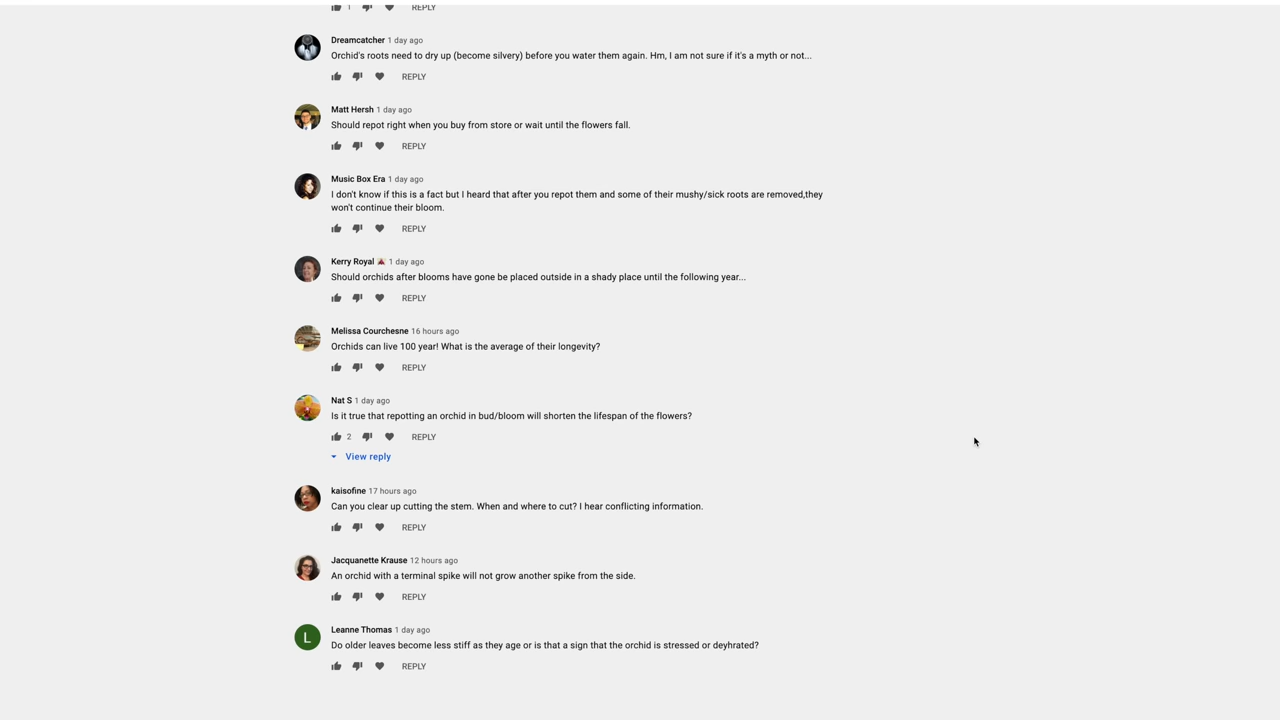 1 REPLY
Dreamcatcher 1 day ago
Orchid's roots need to dry up (become silvery) before you water them again. Hm, I am not sure if it's a myth or not...
REPLY
Matt Hersh 1 day ago
Should repot right when you buy from store or wait until the flowers fall.
REPLY
Music Box Era 1 day ago
I don't know if this is a fact but I heard that after you repot them and some of their mushy/sick roots are removed,they
won't continue their bloom.
REPLY
Kerry Royal 1 day ago
Should orchids after blooms have gone be placed outside in a shady place until the following year...
REPLY
Melissa Courchesne 16 hours ago
Orchids can live 100 year! What is the average of their longevity?
REPLY
Nat S 1 day ago
Is it true that repotting an orchid in bud/bloom will shorten the lifespan of the flowers?
2 REPLY
View reply
kaisofine 17 hours ago
Can you clear up cutting the stem. When and where to cut? I hear conflicting information.
REPLY
Jacquanette Krause 12 hours ago
An orchid with a terminal spike will not grow another spike from the side.
REPLY
L
Leanne Thomas 1 day ago
Do older leaves become less stiff as they age or is that a sign that the orchid is stressed or deyhrated?
REPLY